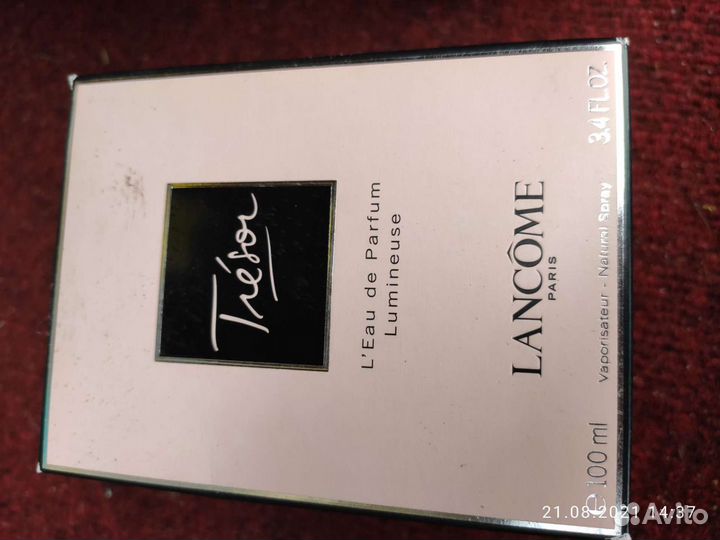 Trésor
L'Eau de Parfum
Lumineuse
LANCÔME
PARIS
e 100 ml Vaporisateur - Natural Spray 3.4 FL.OZ.
21.08.2021 14:37
Avito